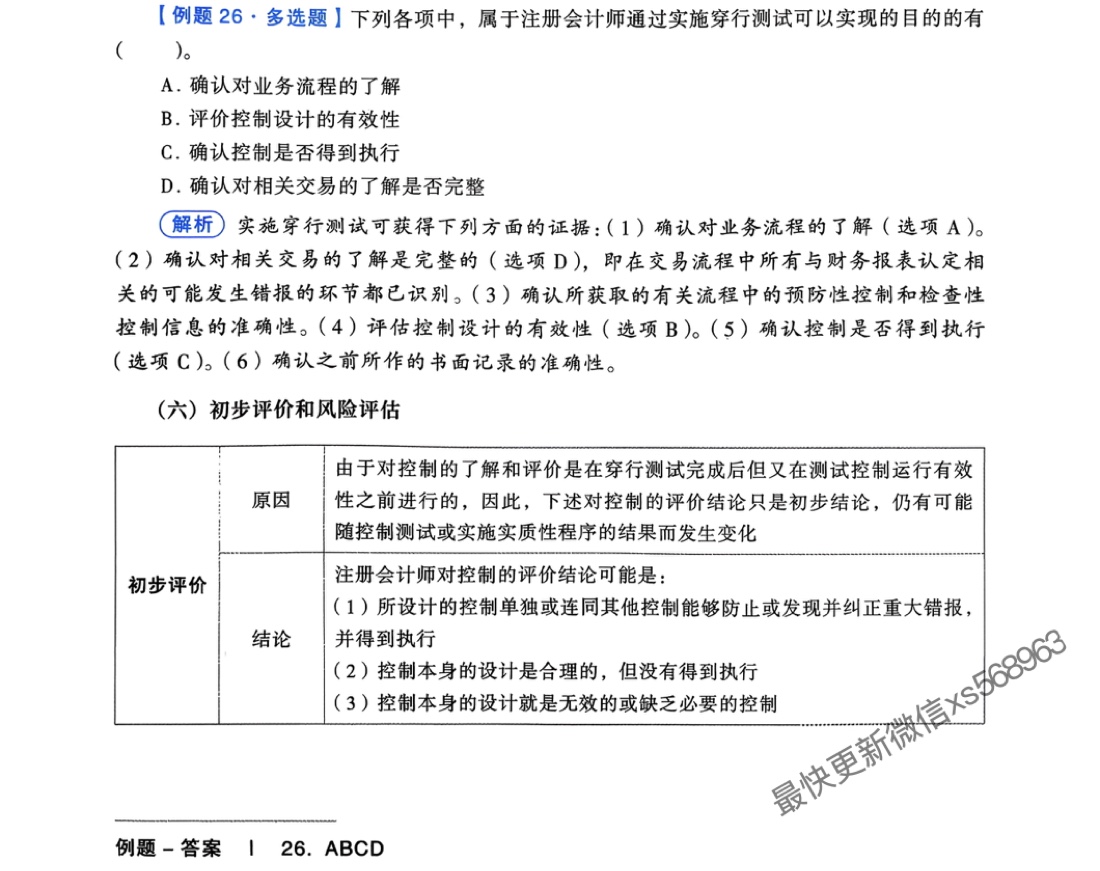 【例题 26·多选题】下列各项中，属于注册会计师通过实施穿行测试可以实现的目的的有
(　　)。
A. 确认对业务流程的了解
B. 评价控制设计的有效性
C. 确认控制是否得到执行
D. 确认对相关交易的了解是否完整
解析 实施穿行测试可获得下列方面的证据：(1) 确认对业务流程的了解（选项 A）。
(2) 确认对相关交易的了解是完整的（选项 D），即在交易流程中所有与财务报表认定相
关的可能发生错报的环节都已识别。(3) 确认所获取的有关流程中的预防性控制和检查性
控制信息的准确性。(4) 评估控制设计的有效性（选项 B）。(5) 确认控制是否得到执行
（选项 C）。(6) 确认之前所作的书面记录的准确性。
（六）初步评价和风险评估
初步评价
原因
由于对控制的了解和评价是在穿行测试完成后但又在测试控制运行有效
性之前进行的，因此，下述对控制的评价结论只是初步结论，仍有可能
随控制测试或实施实质性程序的结果而发生变化
结论
注册会计师对控制的评价结论可能是：
(1) 所设计的控制单独或连同其他控制能够防止或发现并纠正重大错报，
并得到执行
(2) 控制本身的设计是合理的，但没有得到执行
(3) 控制本身的设计就是无效的或缺乏必要的控制
最快更新微信xs568963
例题 – 答案 | 26. ABCD